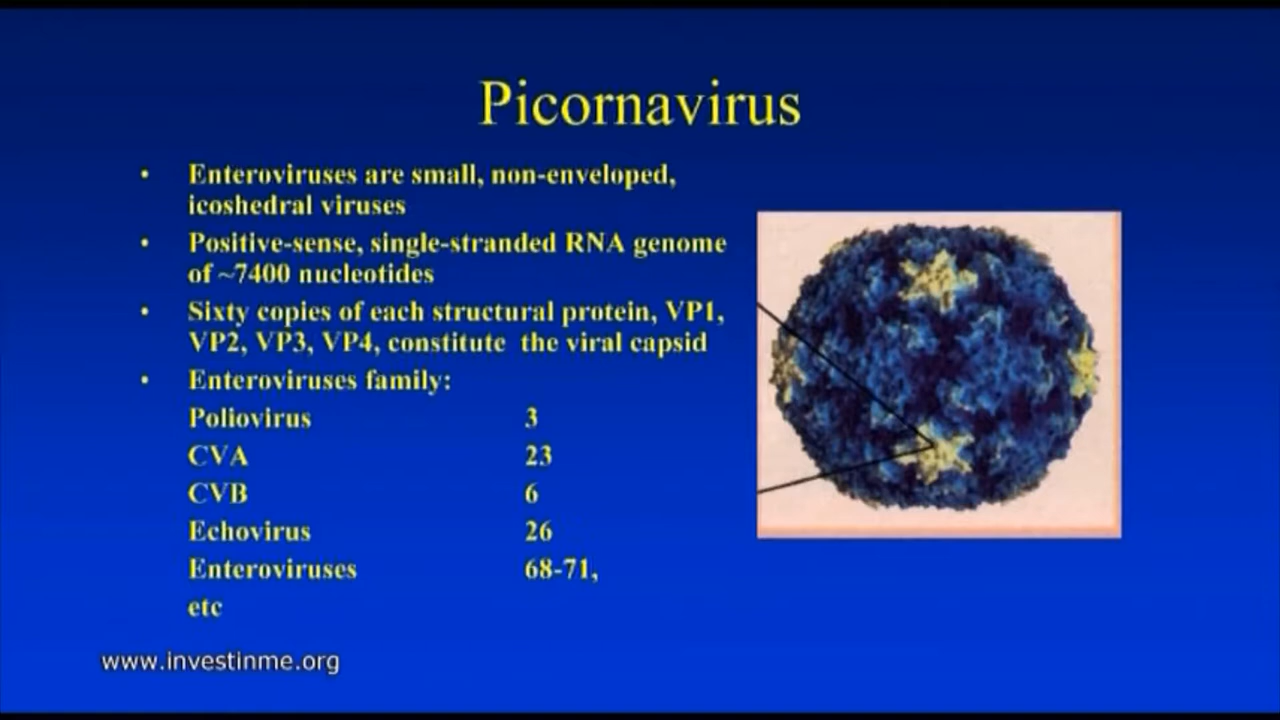 Picornavirus
• Enteroviruses are small, non-enveloped,
icoshedral viruses
• Positive-sense, single-stranded RNA genome
of ~7400 nucleotides
• Sixty copies of each structural protein, VP1,
VP2, VP3, VP4, constitute the viral capsid
• Enteroviruses family:
Poliovirus 3
CVA 23
CVB 6
Echovirus 26
Enteroviruses 68-71,
etc
www.investinme.org